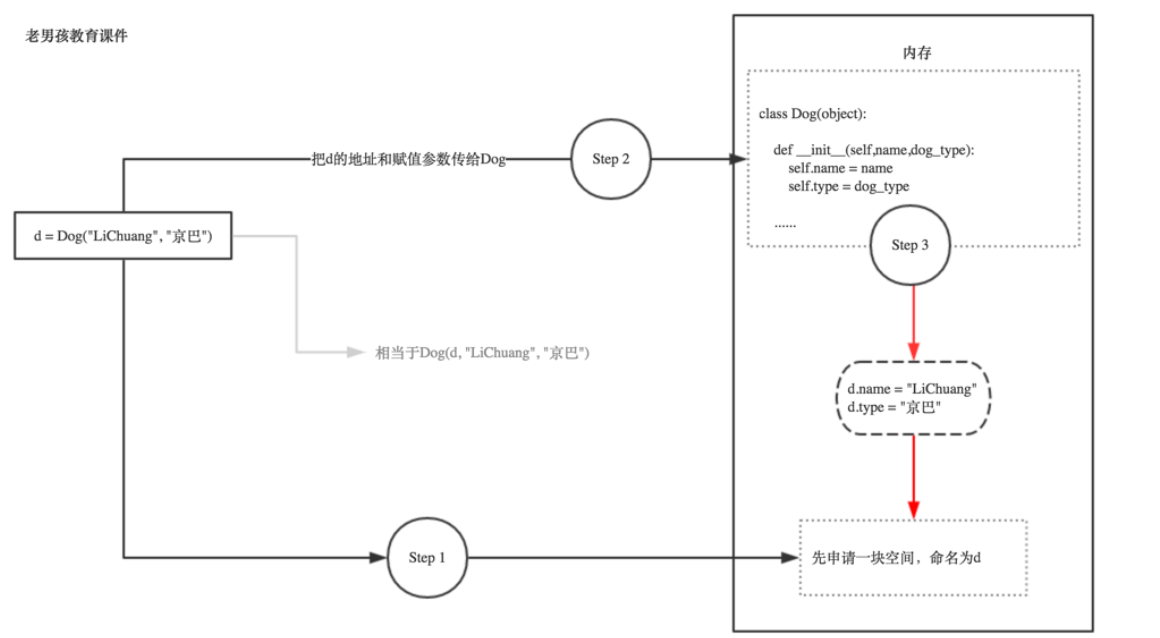 老男孩教育课件
内存
class Dog(object):
def __init__(self,name,dog_type):
self.name = name
self.type = dog_type
......
把d的地址和赋值参数传给Dog
Step 2
d = Dog("LiChuang", "京巴")
Step 3
相当于Dog(d, "LiChuang", "京巴")
d.name = "LiChuang"
d.type = "京巴"
Step 1
先申请一块空间，命名为d